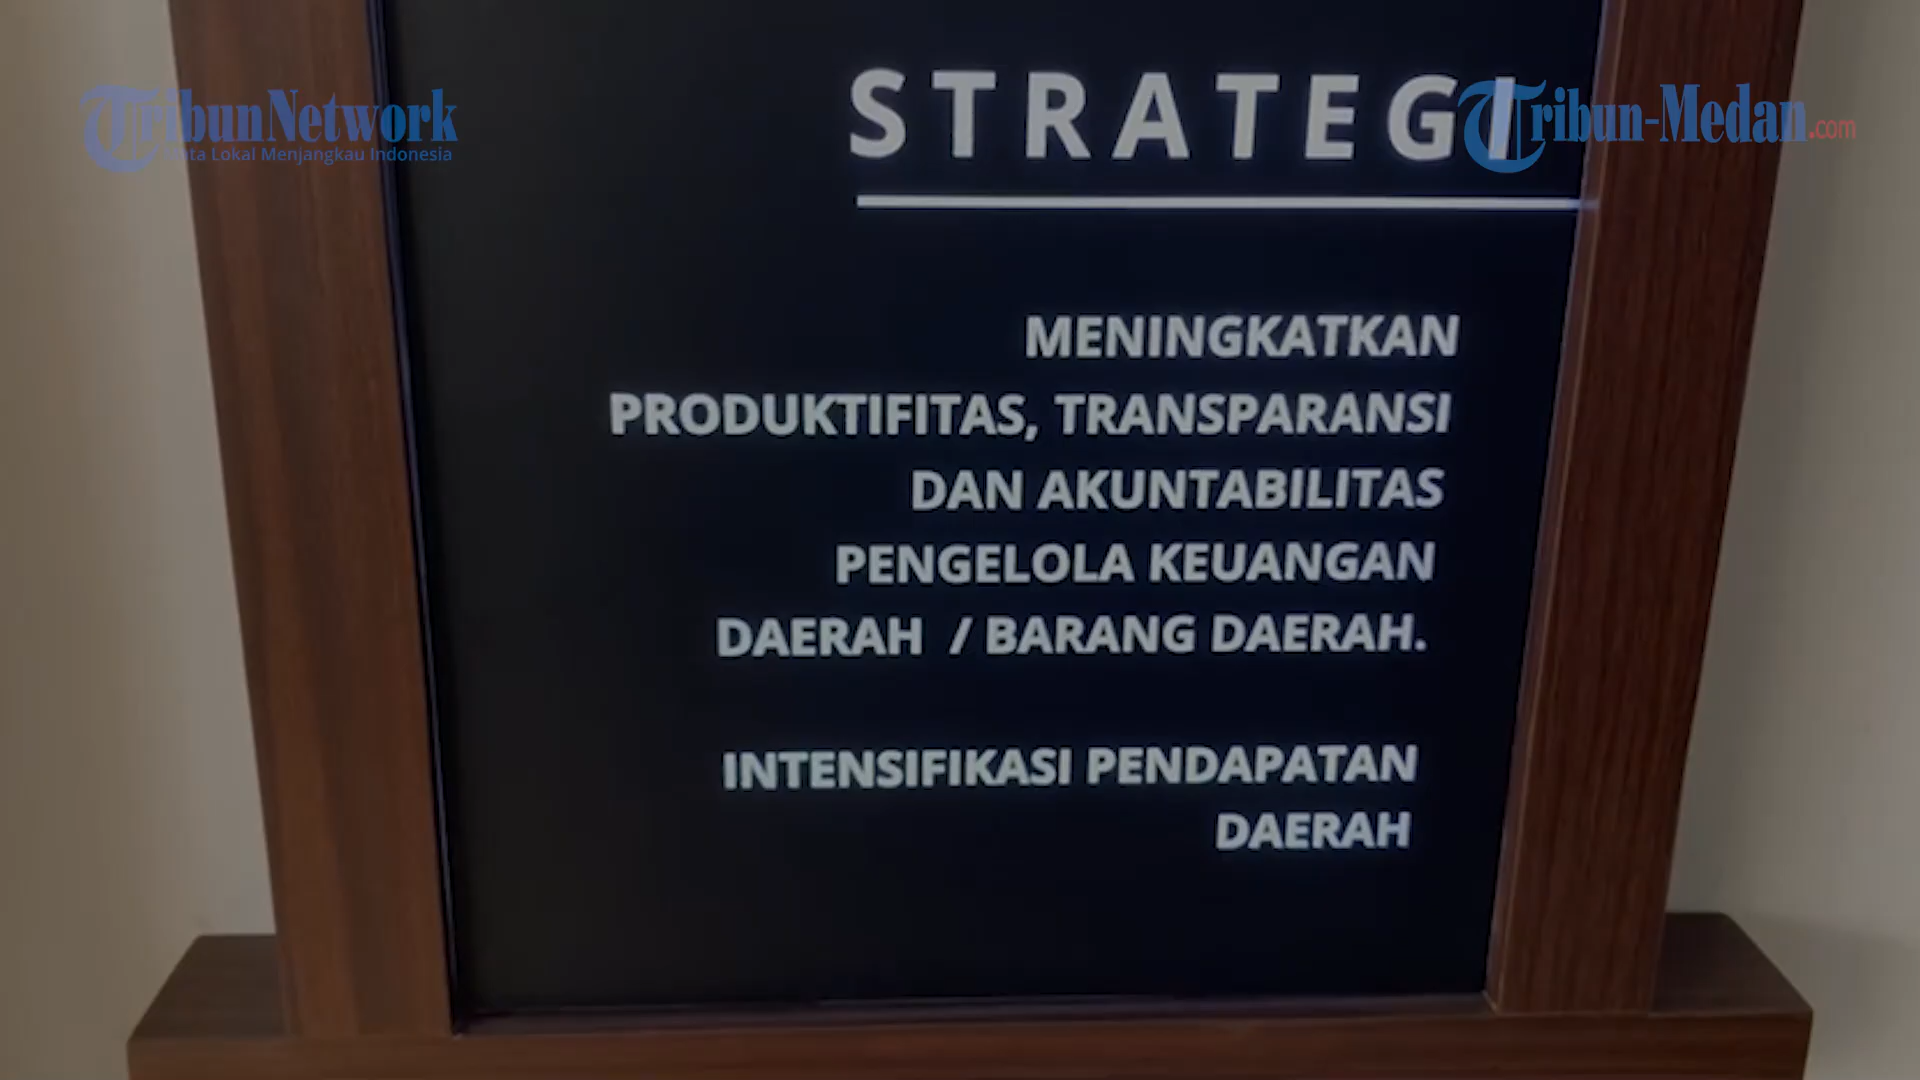 TribunNetwork
Mata Lokal Menjangkau Indonesia
Tribun-Medan.com
STRATEGI
MENINGKATKAN
PRODUKTIFITAS, TRANSPARANSI
DAN AKUNTABILITAS
PENGELOLA KEUANGAN
DAERAH / BARANG DAERAH.
INTENSIFIKASI PENDAPATAN
DAERAH